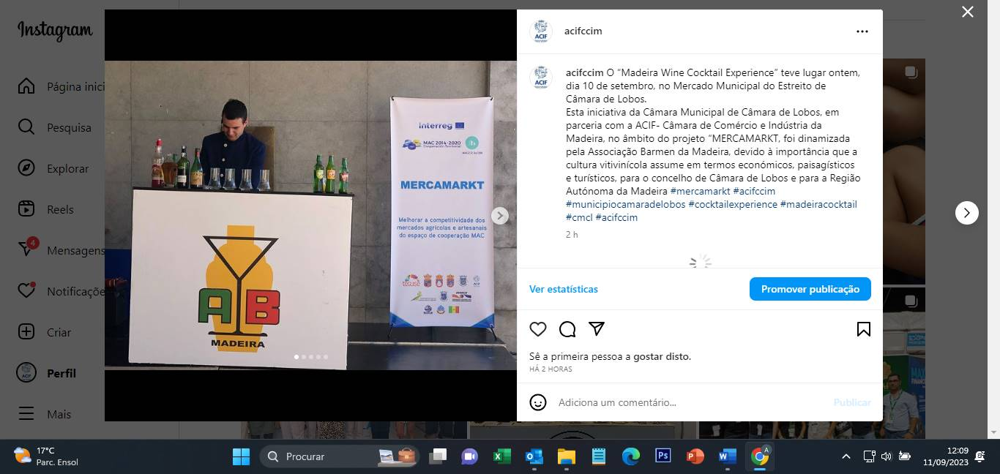 Instagram
Página inici
Pesquisa
Explorar
Reels
4
Mensagens
Notificaçõe
Criar
Perfil
Mais
Interreg
MAC 2014-2020
Cooperación Territorial
MERCAMARKT
Melhorar a competitividade dos
mercados agrícolas e artesanais
do espaço de cooperação MAC
teguise
AB
MADEIRA
ACIF
acifccim
ACIF
acifccim O “Madeira Wine Cocktail Experience” teve lugar ontem,
dia 10 de setembro, no Mercado Municipal do Estreito de
Câmara de Lobos.
Esta iniciativa da Câmara Municipal de Câmara de Lobos, em
parceria com a ACIF- Câmara de Comércio e Indústria da
Madeira, no âmbito do projeto “MERCAMARKT, foi dinamizada
pela Associação Barmen da Madeira, devido à importância que a
cultura vitivinícola assume em termos económicos, paisagísticos
e turísticos, para o concelho de Câmara de Lobos e para a Região
Autónoma da Madeira #mercamarkt #acifccim
#municipiocamaradelobos #cocktailexperience #madeiracocktail
#cmcl #acifccim
2 h
Ver estatísticas
Promover publicação
Sê a primeira pessoa a gostar disto.
HÁ 2 HORAS
Adiciona um comentário...
Publicar
17°C
Parc. Ensol
Procurar
Ps
A
12:09
11/09/2023